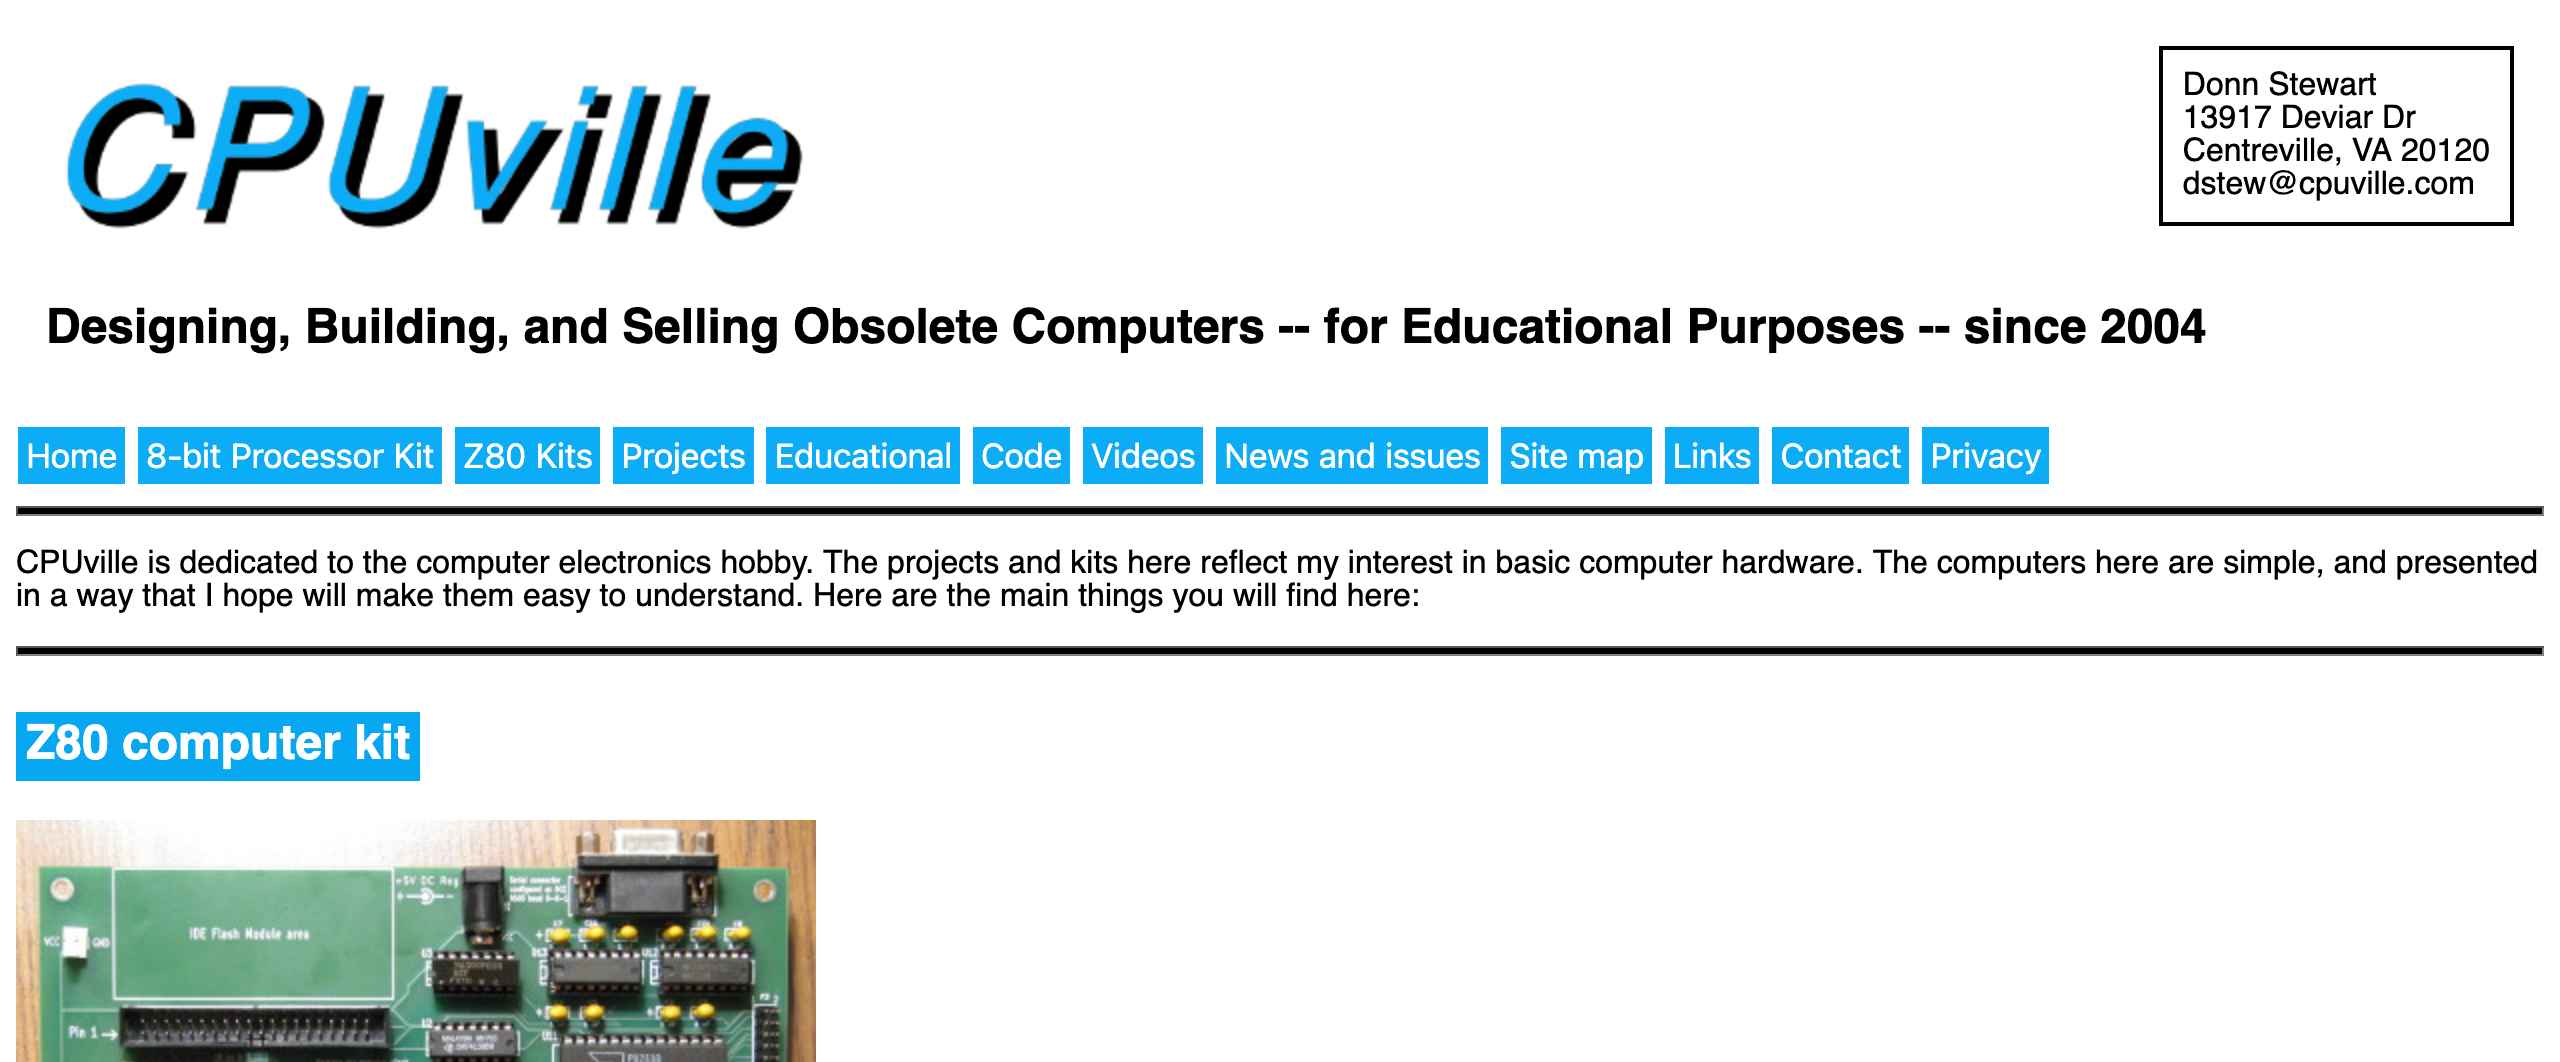 CPUville
Donn Stewart
13917 Deviar Dr
Centreville, VA 20120
dstew@cpuville.com
Designing, Building, and Selling Obsolete Computers -- for Educational Purposes -- since 2004
Home 8-bit Processor Kit Z80 Kits Projects Educational Code Videos News and issues Site map Links Contact Privacy
CPUville is dedicated to the computer electronics hobby. The projects and kits here reflect my interest in basic computer hardware. The computers here are simple, and presented
in a way that I hope will make them easy to understand. Here are the main things you will find here:
Z80 computer kit
+5V DC Reg
IDE Flash Module area
VCC GND
Pin 1